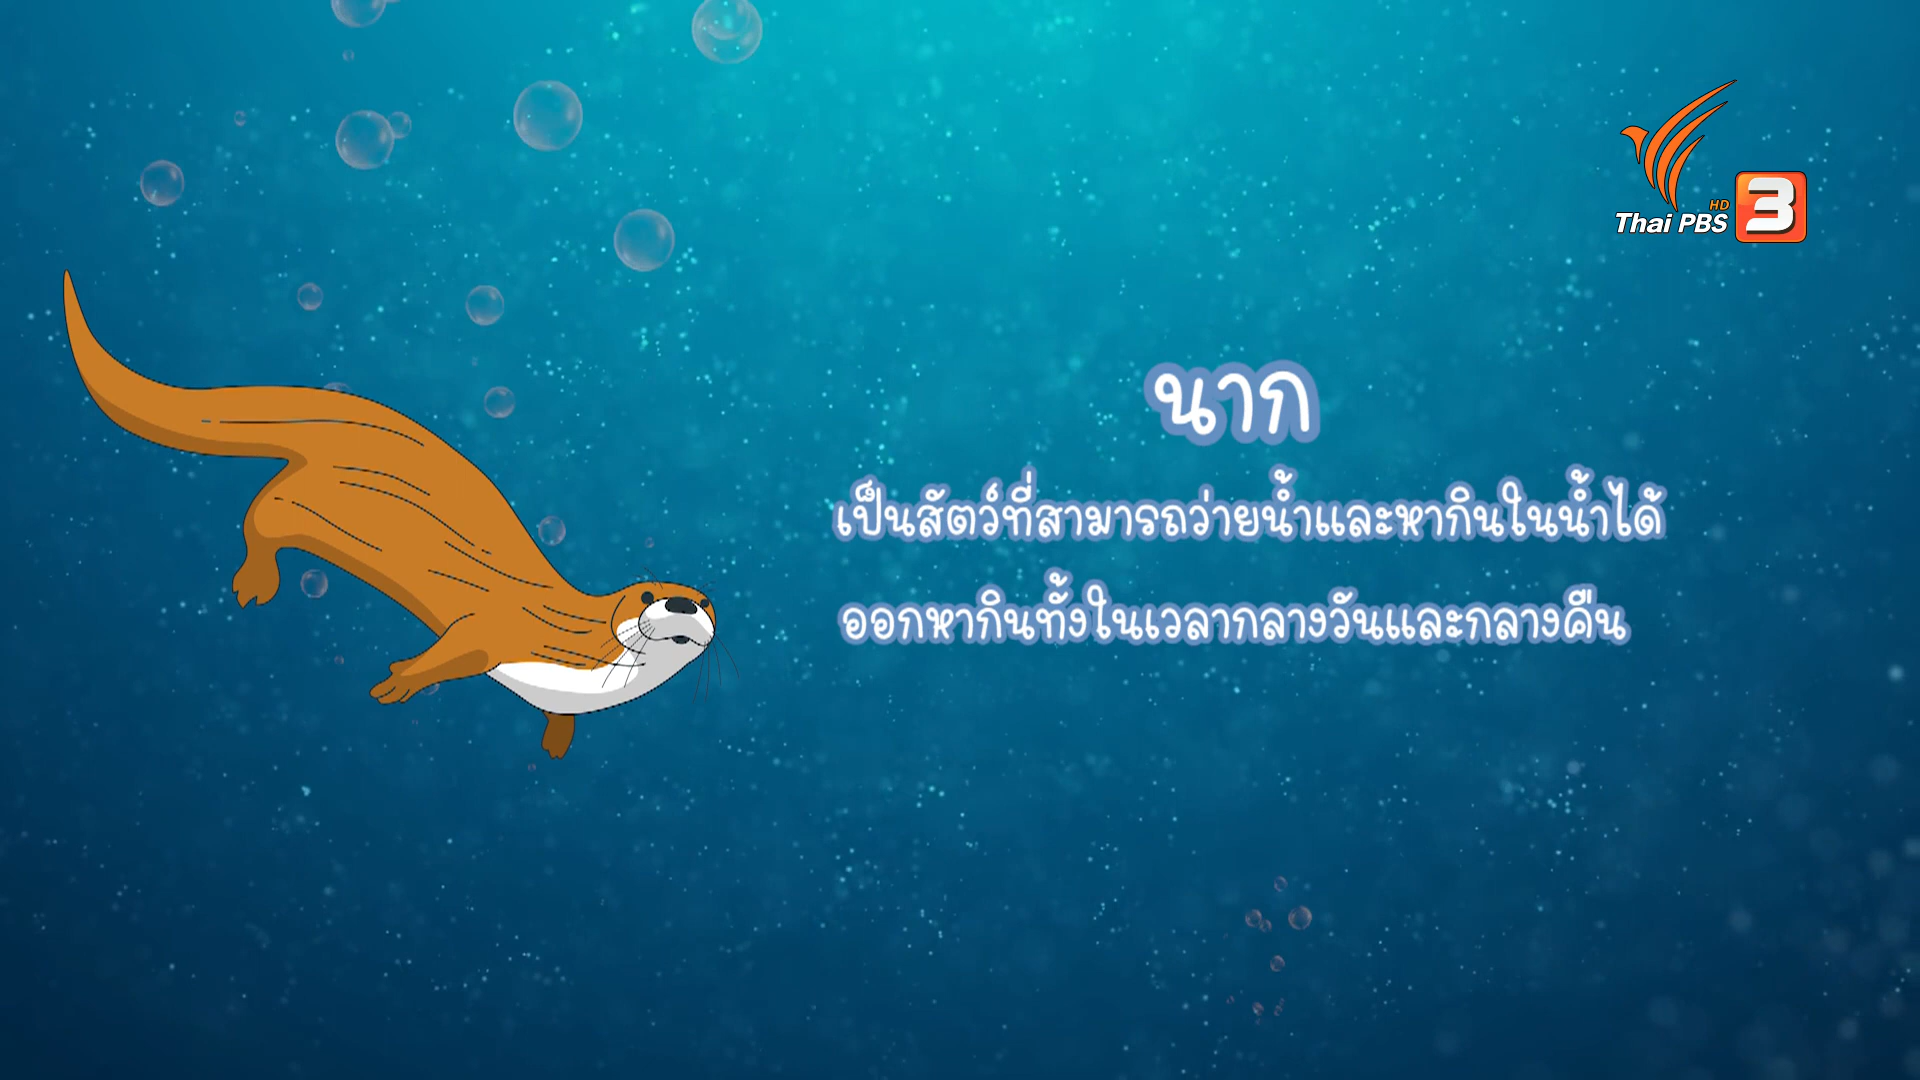 HD
Thai PBS 3
นาก
เป็นสัตว์ที่สามารถว่ายน้ำและหากินในน้ำได้
ออกหากินทั้งในเวลากลางวันและกลางคืน